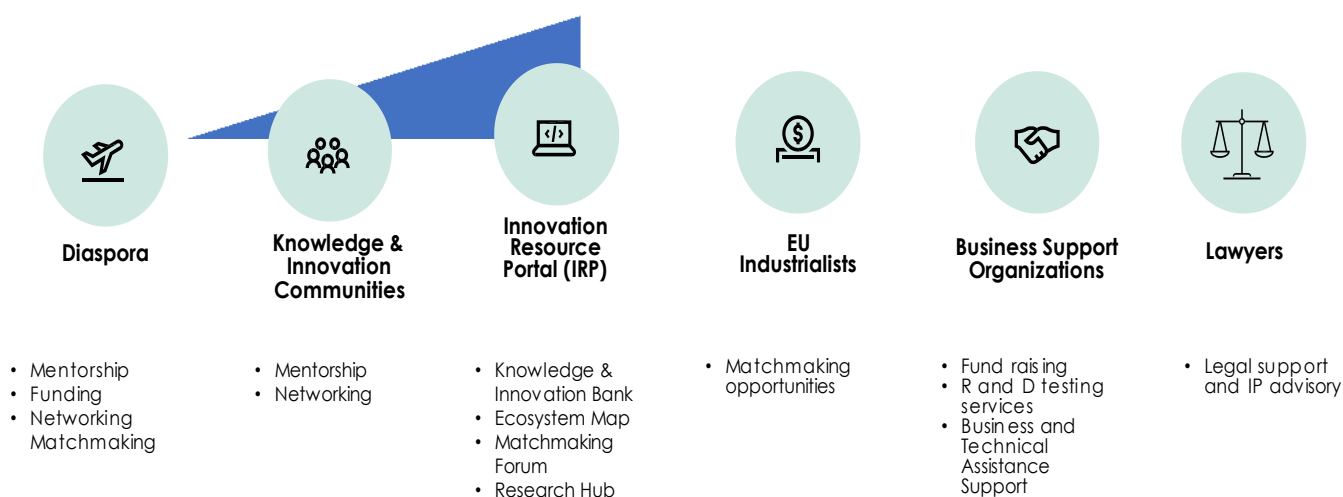 Diaspora
Knowledge &
Innovation
Communities
Innovation
Resource
Portal (IRP)
EU
Industrialists
Business Support
Organizations
Lawyers
• Mentorship
• Funding
• Networking
Matchmaking
• Mentorship
• Networking
• Knowledge &
Innovation Bank
• Ecosystem Map
• Matchmaking
Forum
• Research Hub
• Matchmaking
opportunities
• Fund raising
• R and D testing
services
• Business and
Technical
Assistance
Support
• Legal support
and IP advisory